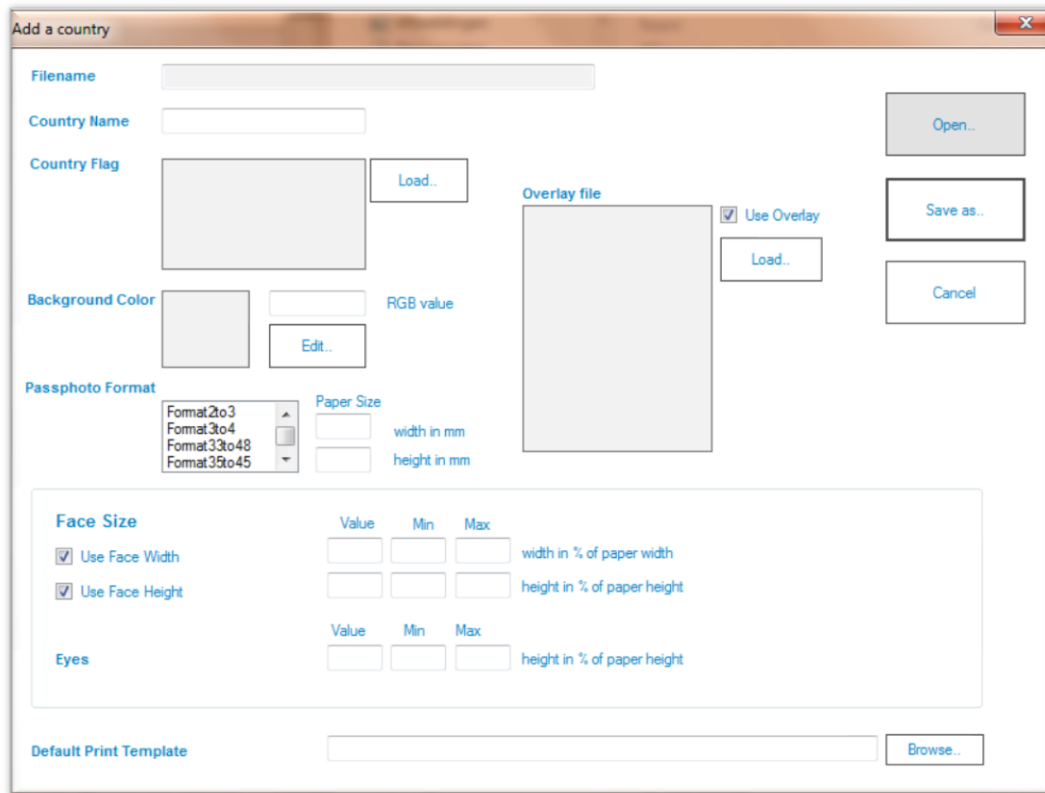 Add a country
Filename
Country Name
Open..
Country Flag
Load..
Overlay file
Use Overlay
Save as..
Load..
Background Color
RGB value
Cancel
Edit..
Passphoto Format
Format2to3
Format3to4
Format33to48
Format35to45
Paper Size
width in mm
height in mm
Face Size
Value Min Max
Use Face Width
width in % of paper width
Use Face Height
height in % of paper height
Value Min Max
Eyes
height in % of paper height
Default Print Template
Browse..